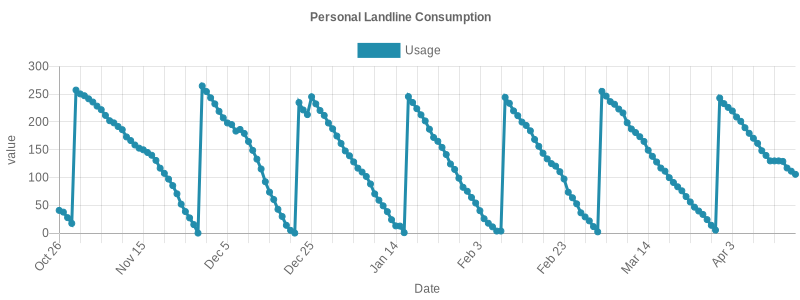 Personal Landline Consumption
Usage
300
250
200
150
100
50
0
value
Oct 26
Nov 15
Dec 5
Dec 25
Jan 14
Feb 3
Feb 23
Mar 14
Apr 3
Date